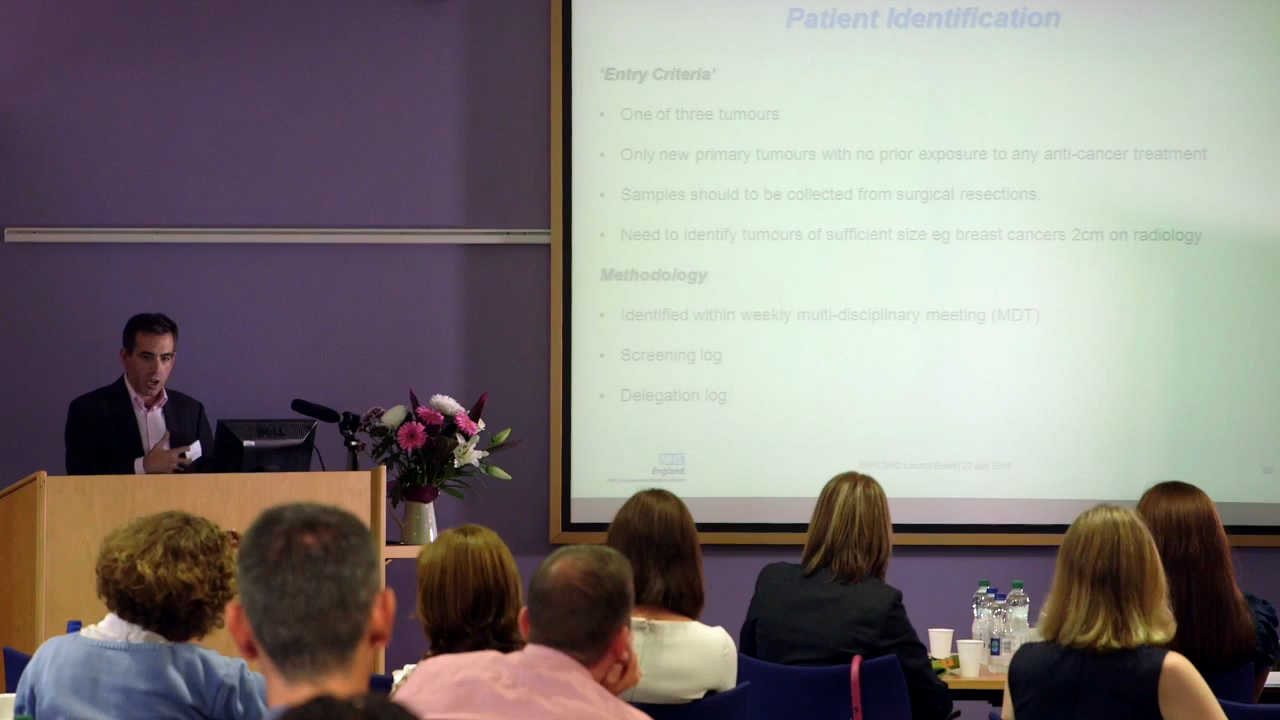 Patient Identification
'Entry Criteria'
• One of three tumours
• Only new primary tumours with no prior exposure to any anti-cancer treatment
• Samples should to be collected from surgical resections.
• Need to identify tumours of sufficient size eg breast cancers 2cm on radiology
Methodology
• Identified within weekly multi-disciplinary meeting (MDT)
• Screening log
• Delegation log
NHS
England
DELL